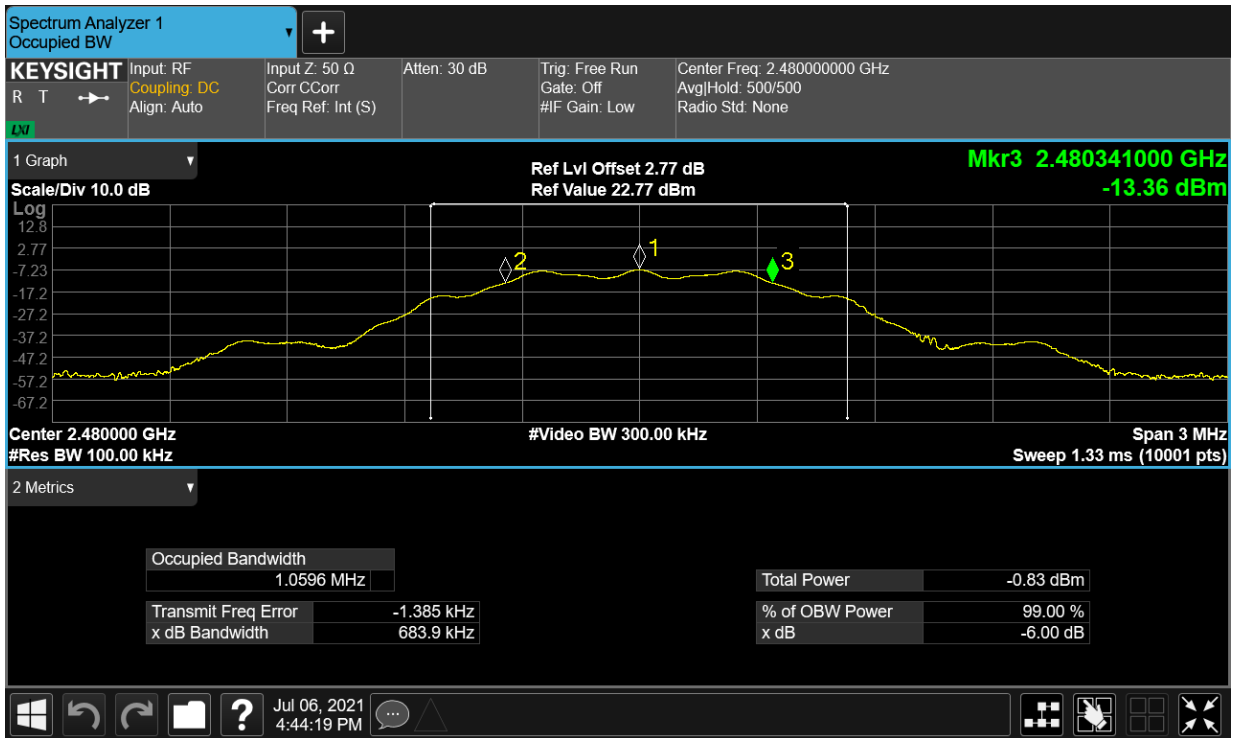 Spectrum Analyzer 1
Occupied BW
KEYSIGHT
R T
LXI
Input: RF
Coupling: DC
Align: Auto
Input Z: 50 Ω
Corr CCorr
Freq Ref: Int (S)
Atten: 30 dB
Trig: Free Run
Gate: Off
#IF Gain: Low
Center Freq: 2.480000000 GHz
Avg|Hold: 500/500
Radio Std: None
1 Graph
Scale/Div 10.0 dB
Ref Lvl Offset 2.77 dB
Ref Value 22.77 dBm
Mkr3 2.480341000 GHz
-13.36 dBm
Log
12.8
2.77
-7.23
-17.2
-27.2
-37.2
-47.2
-57.2
-67.2
2
1
3
Center 2.480000 GHz
#Video BW 300.00 kHz
Span 3 MHz
#Res BW 100.00 kHz
Sweep 1.33 ms (10001 pts)
2 Metrics
Occupied Bandwidth
1.0596 MHz
Transmit Freq Error -1.385 kHz
x dB Bandwidth 683.9 kHz
Total Power -0.83 dBm
% of OBW Power 99.00 %
x dB -6.00 dB
?
Jul 06, 2021
4:44:19 PM